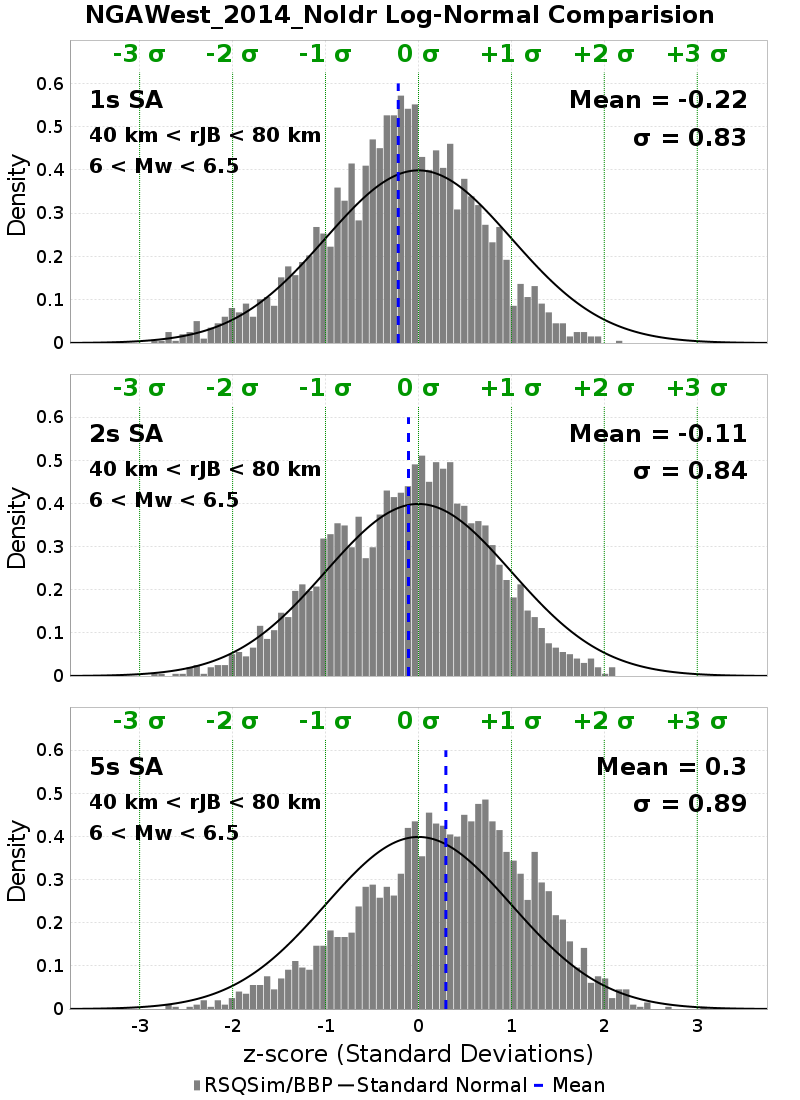 NGAWest_2014_NoIdr Log-Normal Comparision
-3 σ -2 σ -1 σ 0 σ +1 σ +2 σ +3 σ
1s SA
40 km < rJB < 80 km
6 < Mw < 6.5
Mean = -0.22
σ = 0.83
Density
0.6
0.5
0.4
0.3
0.2
0.1
0
-3 σ -2 σ -1 σ 0 σ +1 σ +2 σ +3 σ
2s SA
40 km < rJB < 80 km
6 < Mw < 6.5
Mean = -0.11
σ = 0.84
Density
0.6
0.5
0.4
0.3
0.2
0.1
0
-3 σ -2 σ -1 σ 0 σ +1 σ +2 σ +3 σ
5s SA
40 km < rJB < 80 km
6 < Mw < 6.5
Mean = 0.3
σ = 0.89
Density
0.6
0.5
0.4
0.3
0.2
0.1
0
-3 -2 -1 0 1 2 3
z-score (Standard Deviations)
RSQSim/BBP Standard Normal Mean